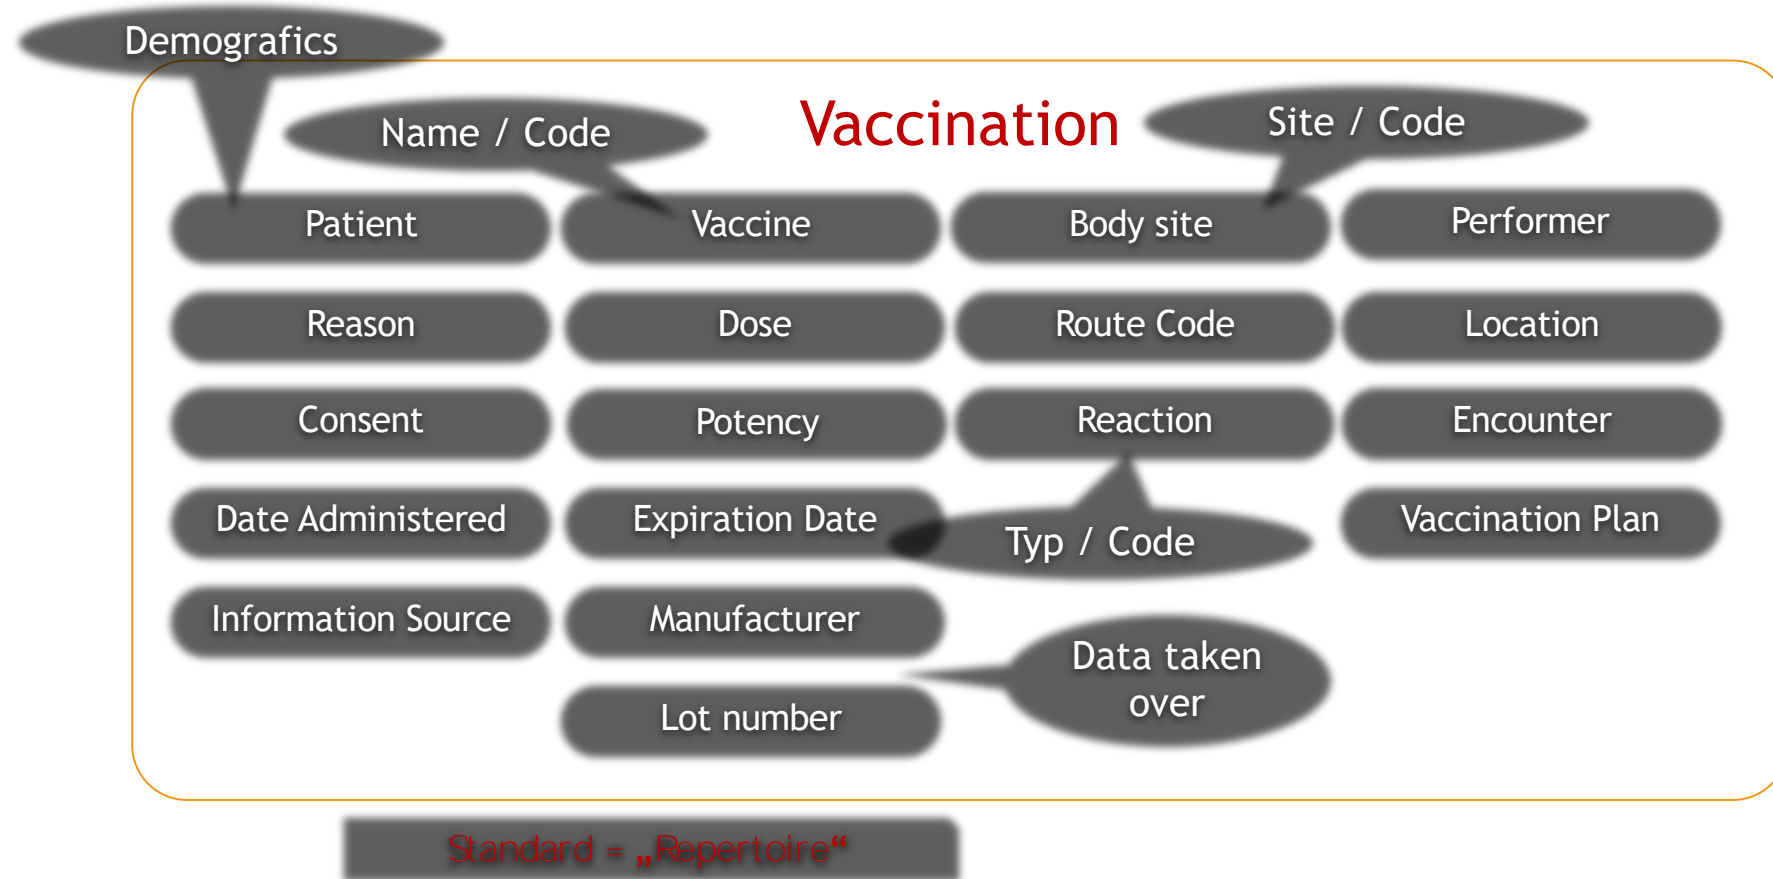 Demografics
Vaccination
Name / Code
Site / Code
Patient
Vaccine
Body site
Performer
Reason
Dose
Route Code
Location
Consent
Potency
Reaction
Encounter
Date Administered
Expiration Date
Typ / Code
Vaccination Plan
Information Source
Manufacturer
Data taken
over
Lot number
Standard = „Repertoire“